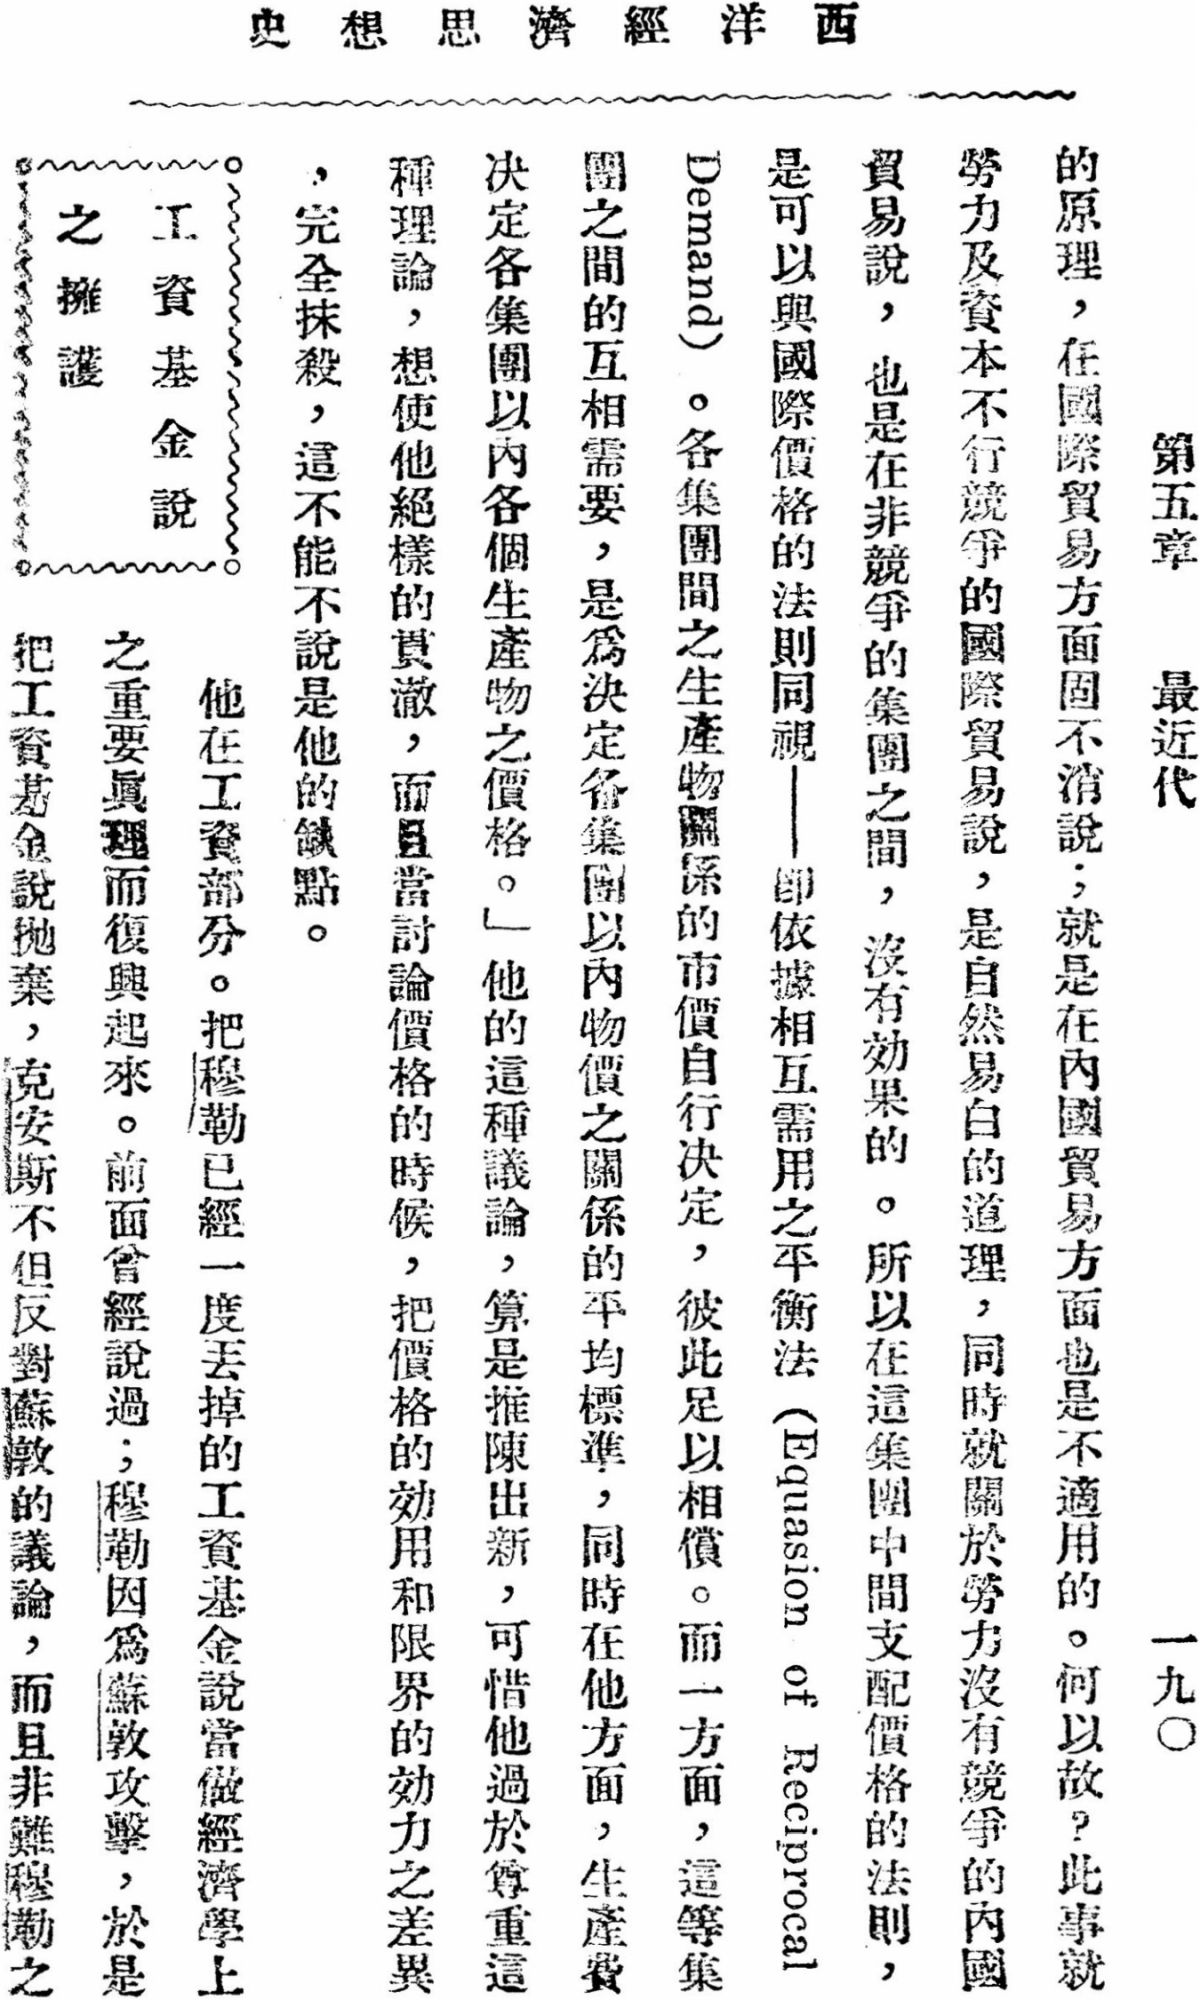 西洋經濟思想史
第五章　最近代　一九〇
的原理，在國際貿易方面固不消說；就是在內國貿易方面也是不適用的。何以故？此事就
勞力及資本不行競爭的國際貿易說，是自然易白的道理，同時就關於勞力沒有競爭的內國
貿易說，也是在非競爭的集團之間，沒有効果的。所以在這集團中間支配價格的法則，
是可以與國際價格的法則同視——卽依據相互需用之平衡法（Equasion of Reciprocal
Demand）。各集團間之生產物關係的市價自行決定，彼此足以相償。而一方面，這等集
團之間的互相需要，是爲決定各集團以內物價之關係的平均標準，同時在他方面，生產費
決定各集團以內各個生產物之價格。」他的這種議論，算是推陳出新，可惜他過於尊重這
種理論，想使他絕樣的貫澈，而且當討論價格的時候，把價格的効用和限界的効力之差異
，完全抹殺，這不能不說是他的缺點。
工資基金說
之擁護
他在工資部分。把穆勒已經一度丟掉的工資基金說當做經濟學上
之重要眞理而復興起來。前面曾經說過；穆勒因爲蘇敦攻擊，於是
把工資基金說拋棄，克安斯不但反對蘇敦的議論，而且非難穆勒之